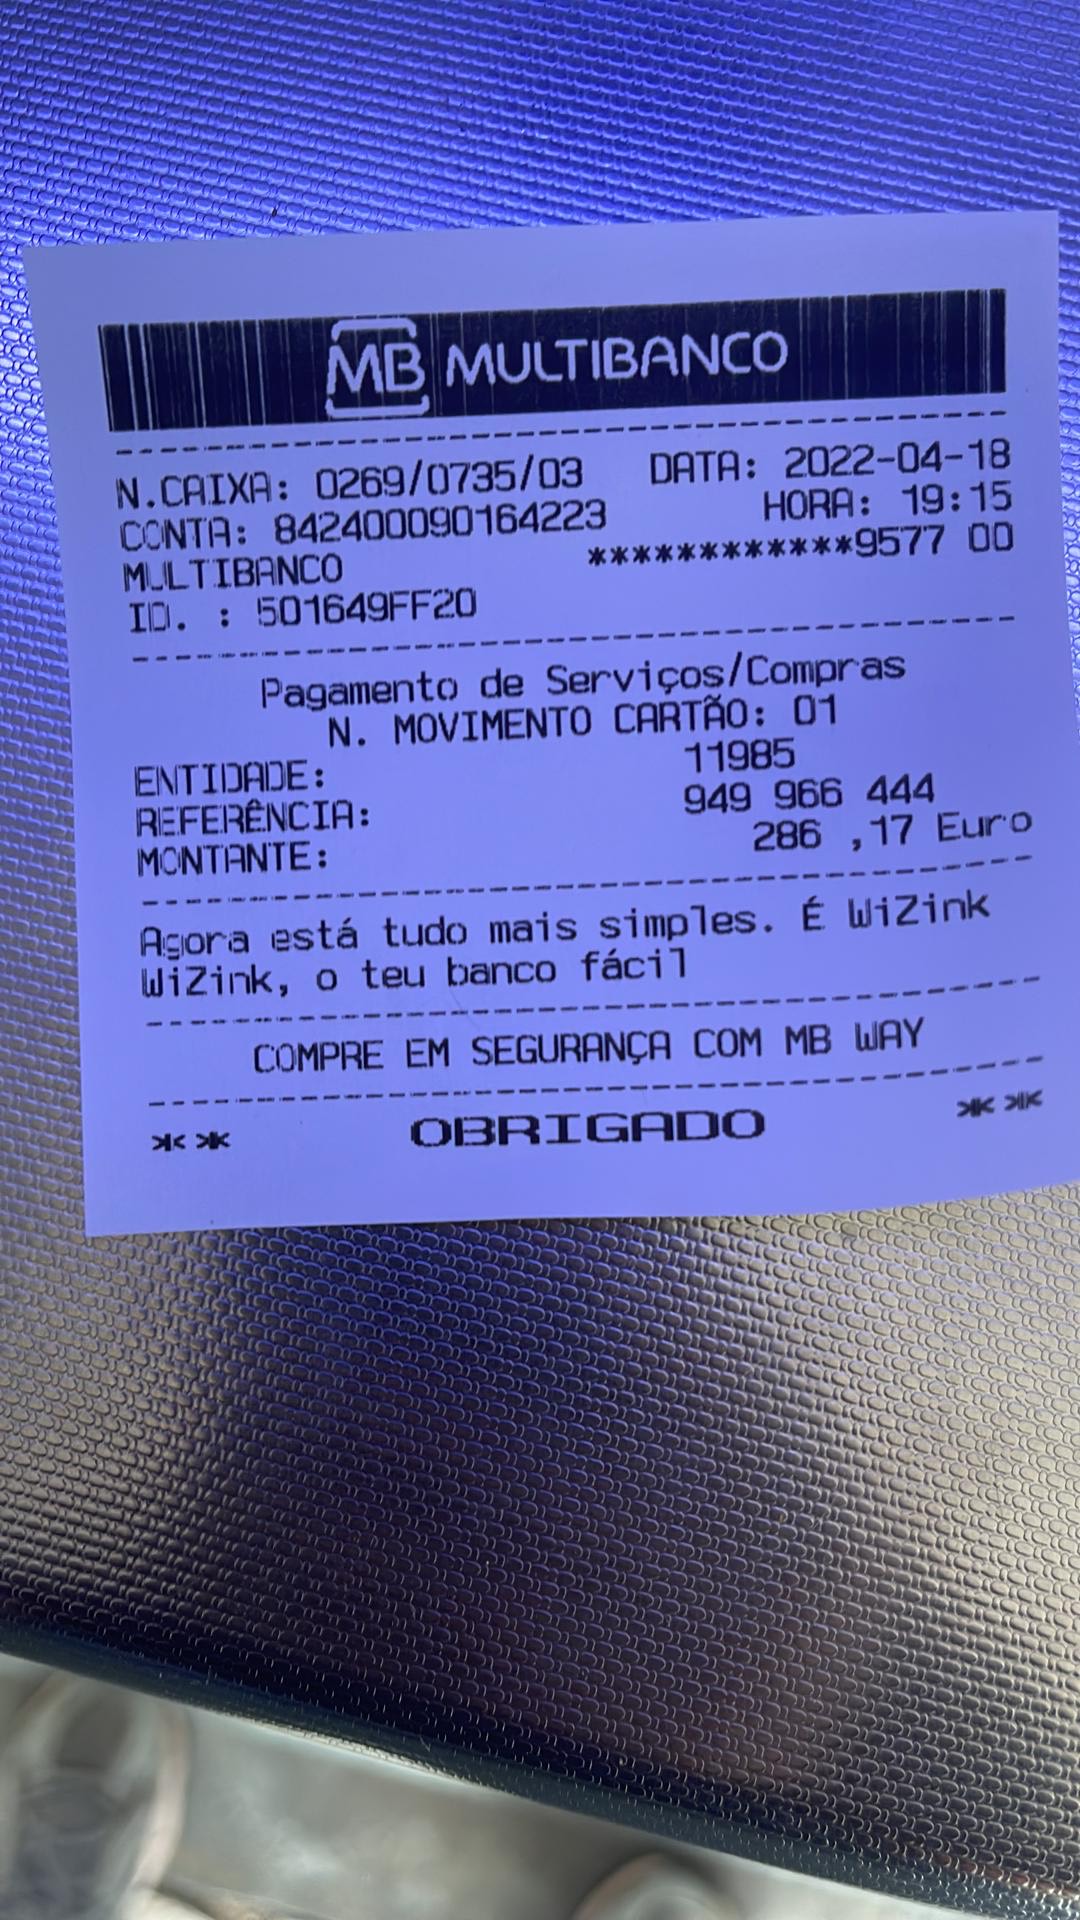 MB MULTIBANCO
N.CAIXA: 0269/0735/03 DATA: 2022-04-18
CONTA: 842400090164223 HORA: 19:15
MULTIBANCO ************9577 00
ID. : 501649FF20
Pagamento de Serviços/Compras
N. MOVIMENTO CARTÃO: 01
ENTIDADE: 11985
REFERÊNCIA: 949 966 444
MONTANTE: 286 ,17 Euro
Agora está tudo mais simples. É WiZink
WiZink, o teu banco fácil
COMPRE EM SEGURANÇA COM MB WAY
** OBRIGADO **